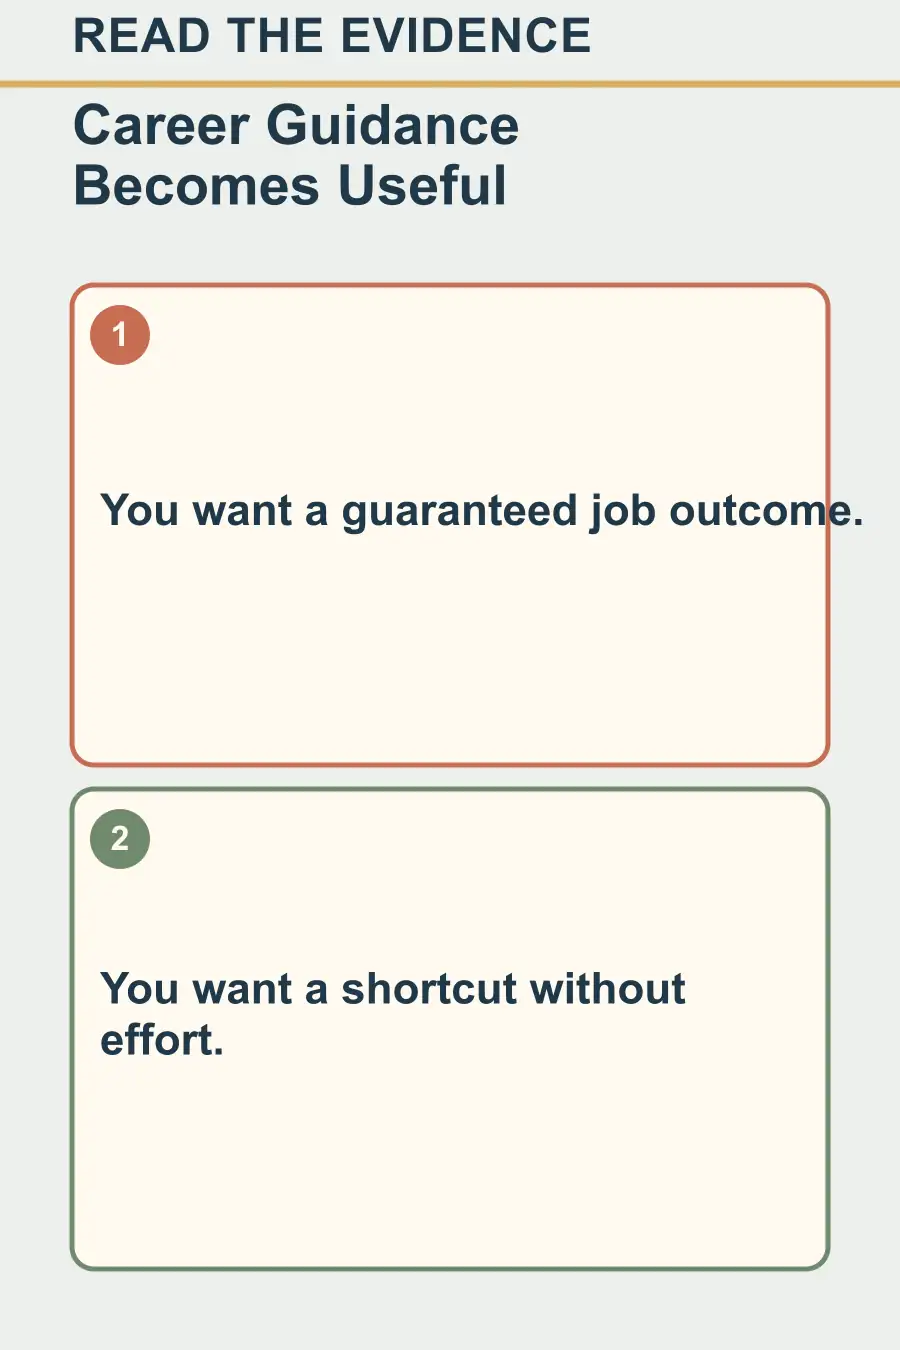 READ THE EVIDENCE
Career Guidance
Becomes Useful
1
You want a guaranteed job outcome.
2
You want a shortcut without
effort.